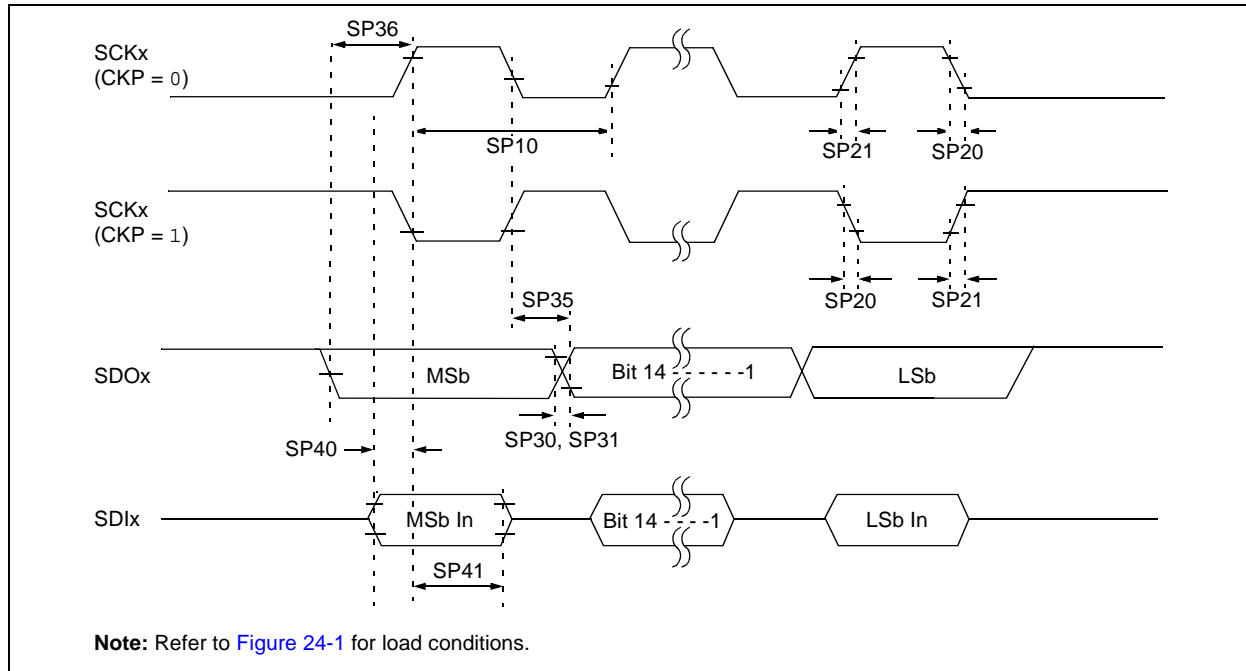 SP36
SCKx
(CKP = 0)
SP10
SP21
SP20
SCKx
(CKP = 1)
SP35
SP20
SP21
SDOx
MSb
Bit 14 - - - - - -1
LSb
SP40
SP30, SP31
SDIx
MSb In
Bit 14 - - - -1
LSb In
SP41
Note: Refer to Figure 24-1 for load conditions.